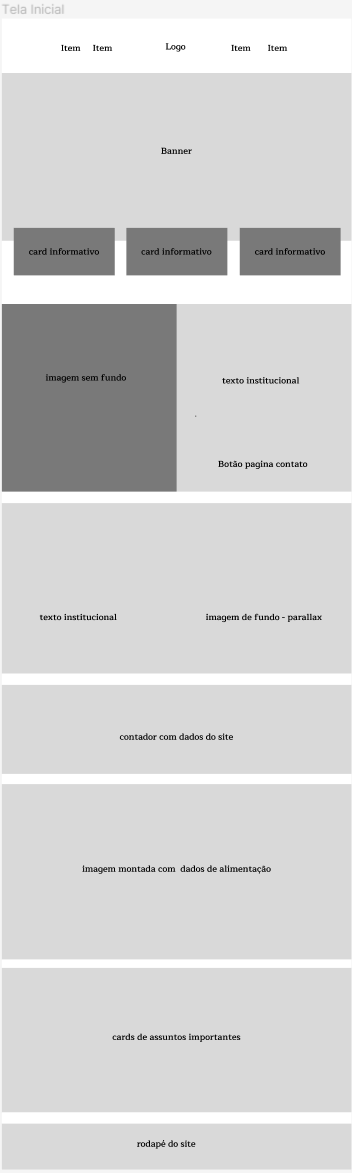 Tela Inicial
Item Item Logo Item Item
Banner
card informativo card informativo card informativo
imagem sem fundo
texto institucional
Botão pagina contato
texto institucional imagem de fundo - parallax
contador com dados do site
imagem montada com dados de alimentação
cards de assuntos importantes
rodapé do site